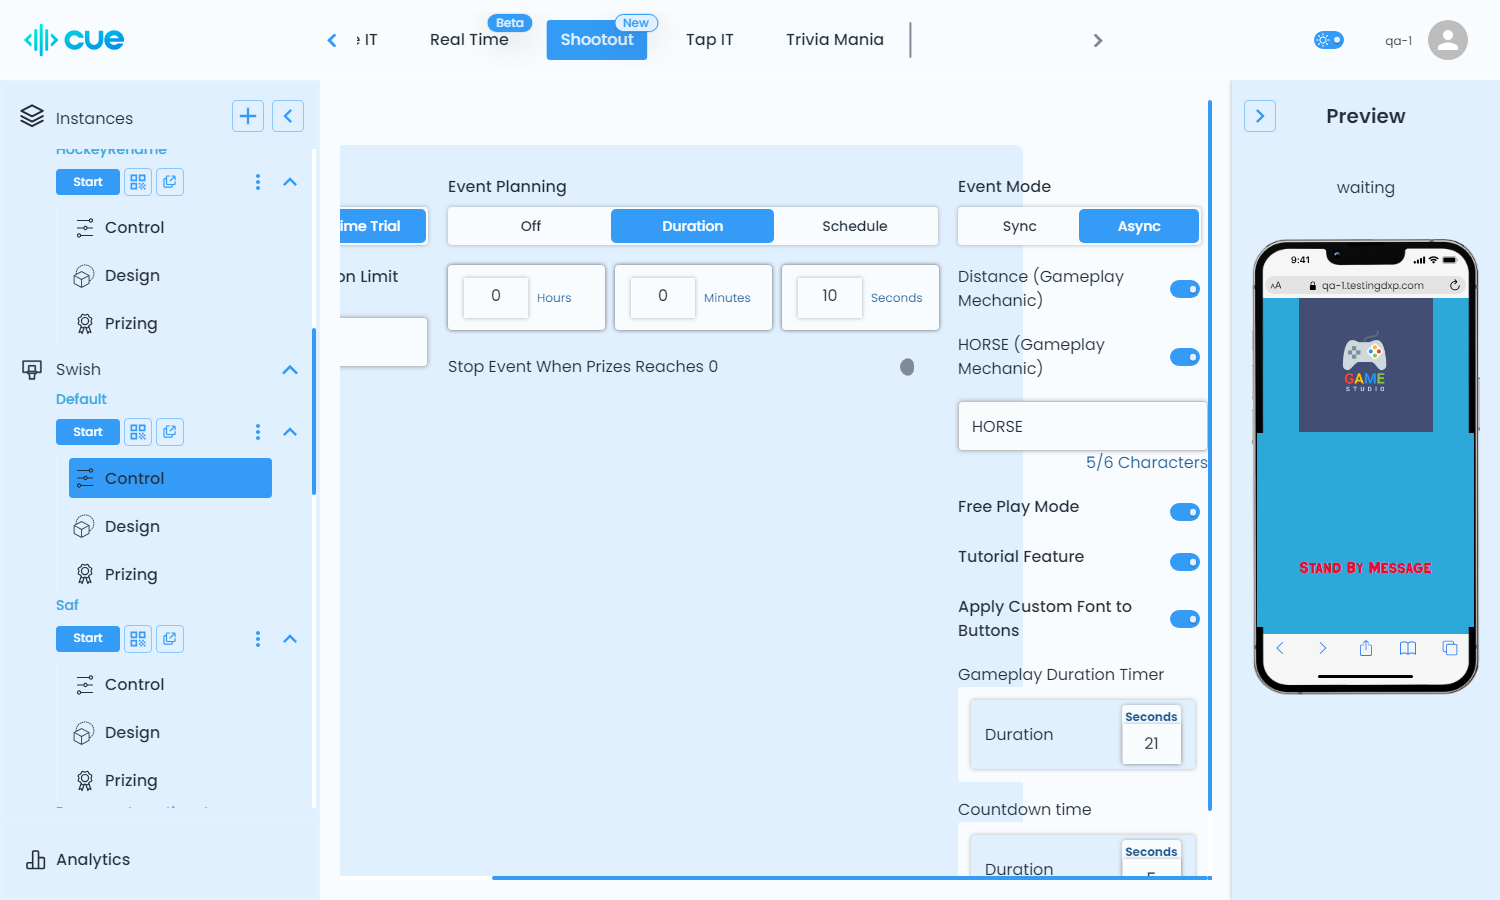 cue
IT
Real Time
Beta
Shootout
New
Tap IT
Trivia Mania
qa-1
Instances
HockeyRename
Start
Control
Design
Prizing
Swish
Default
Start
Control
Design
Prizing
Saf
Start
Control
Design
Prizing
Analytics
ime Trial
on Limit
Event Planning
Off
Duration
Schedule
0
Hours
0
Minutes
10
Seconds
Stop Event When Prizes Reaches 0
Event Mode
Sync
Async
Distance (Gameplay
Mechanic)
HORSE (Gameplay
Mechanic)
HORSE
5/6 Characters
Free Play Mode
Tutorial Feature
Apply Custom Font to
Buttons
Gameplay Duration Timer
Duration
Seconds
21
Countdown time
Duration
Seconds
Preview
waiting
9:41
AA
qa-1.testingdxp.com
GAME
STUDIO
Stand By Message